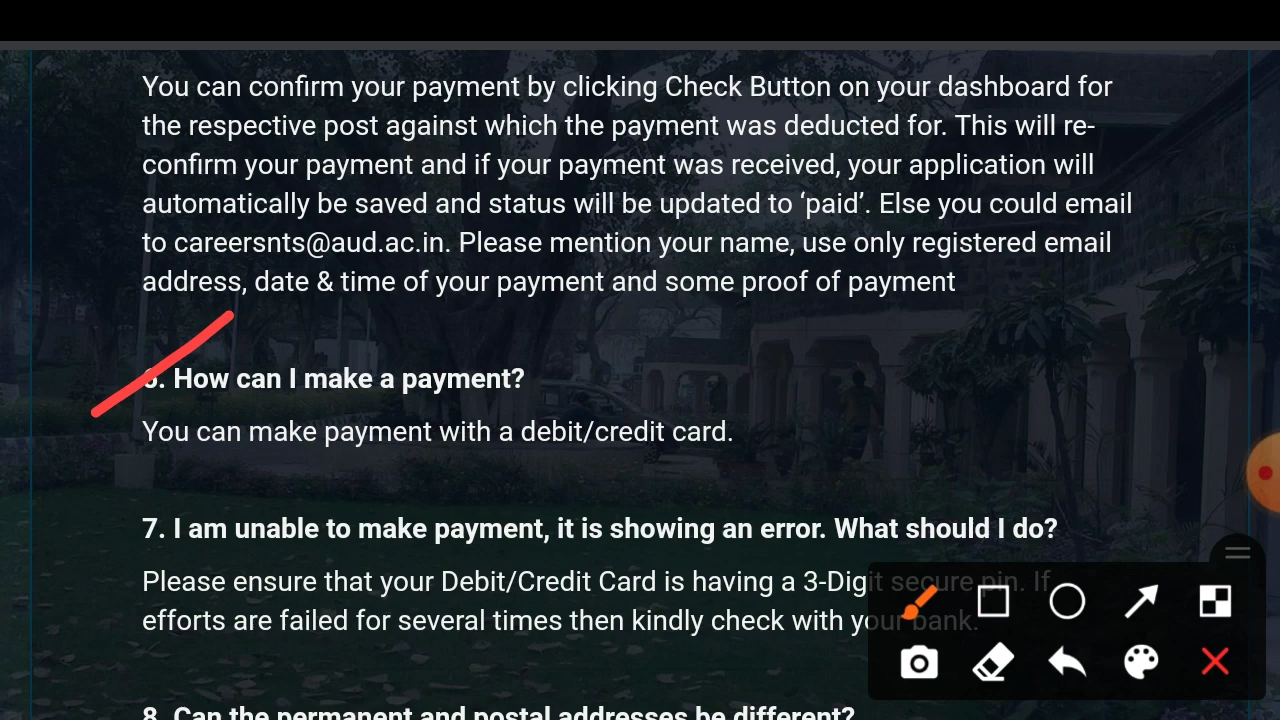 You can confirm your payment by clicking Check Button on your dashboard for
the respective post against which the payment was deducted for. This will re-
confirm your payment and if your payment was received, your application will
automatically be saved and status will be updated to ‘paid’. Else you could email
to careersnts@aud.ac.in. Please mention your name, use only registered email
address, date & time of your payment and some proof of payment
6. How can I make a payment?
You can make payment with a debit/credit card.
7. I am unable to make payment, it is showing an error. What should I do?
Please ensure that your Debit/Credit Card is having a 3-Digit secure pin. If
efforts are failed for several times then kindly check with your bank.
8. Can the permanent and postal addresses be different?